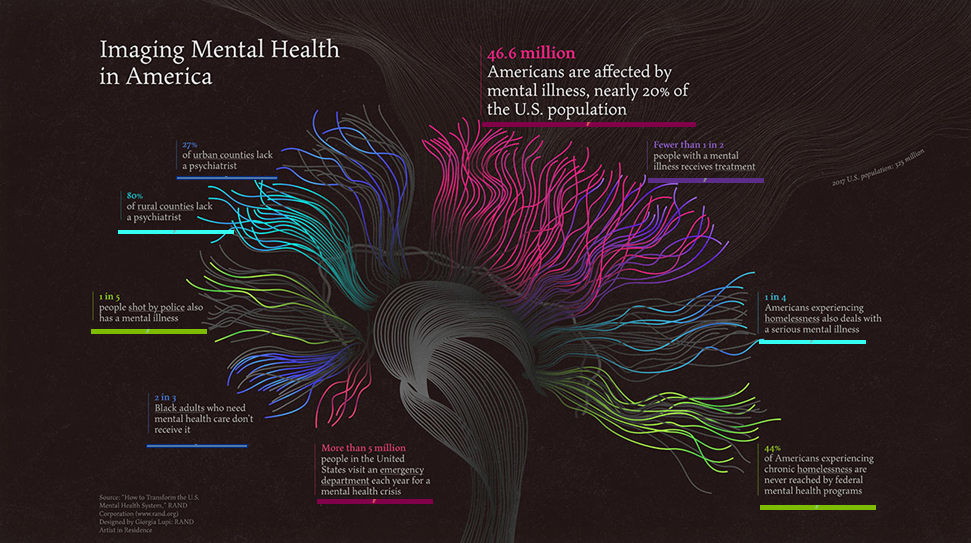 Imaging Mental Health
in America
46.6 million
Americans are affected by
mental illness, nearly 20% of
the U.S. population
27%
of urban counties lack
a psychiatrist
Fewer than 1 in 2
people with a mental
illness receives treatment
2017 U.S. population: 325 million
80%
of rural counties lack
a psychiatrist
1 in 5
people shot by police also
has a mental illness
1 in 4
Americans experiencing
homelessness also deals with
a serious mental illness
2 in 3
Black adults who need
mental health care don't
receive it
More than 5 million
people in the United
States visit an emergency
department each year for a
mental health crisis
44%
of Americans experiencing
chronic homelessness are
never reached by federal
mental health programs
Source: "How to Transform the U.S.
Mental Health System," RAND
Corporation (www.rand.org)
Designed by Giorgia Lupi: RAND
Artist in Residence